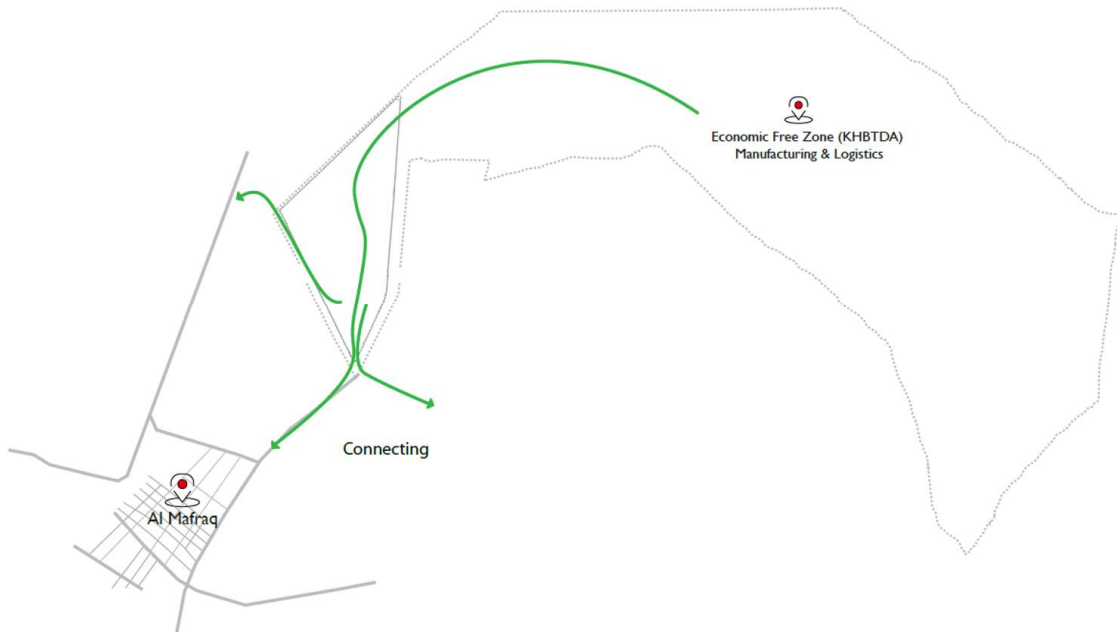 Economic Free Zone (KHBTDA)
Manufacturing & Logistics
Connecting
Al Mafraq